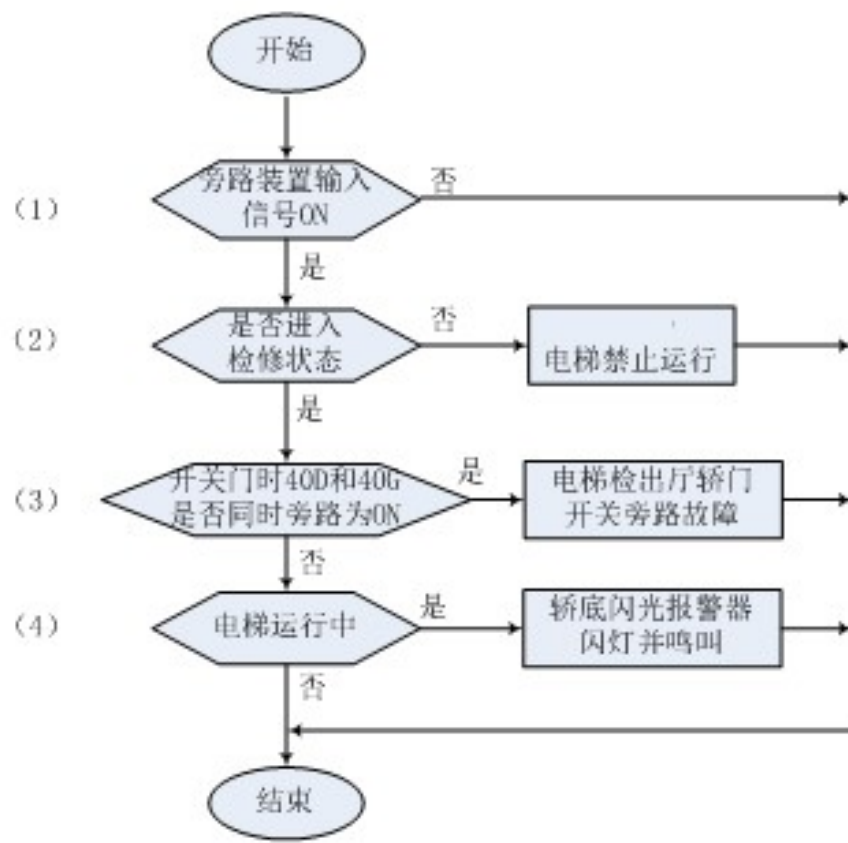 开始
(1)
旁路装置输入
信号ON
否
是
(2)
是否进入
检修状态
否
电梯禁止运行
是
(3)
开关门时40D和40G
是否同时旁路为ON
是
电梯检出厅轿门
开关旁路故障
否
(4)
电梯运行中
是
轿底闪光报警器
闪灯并鸣叫
否
结束